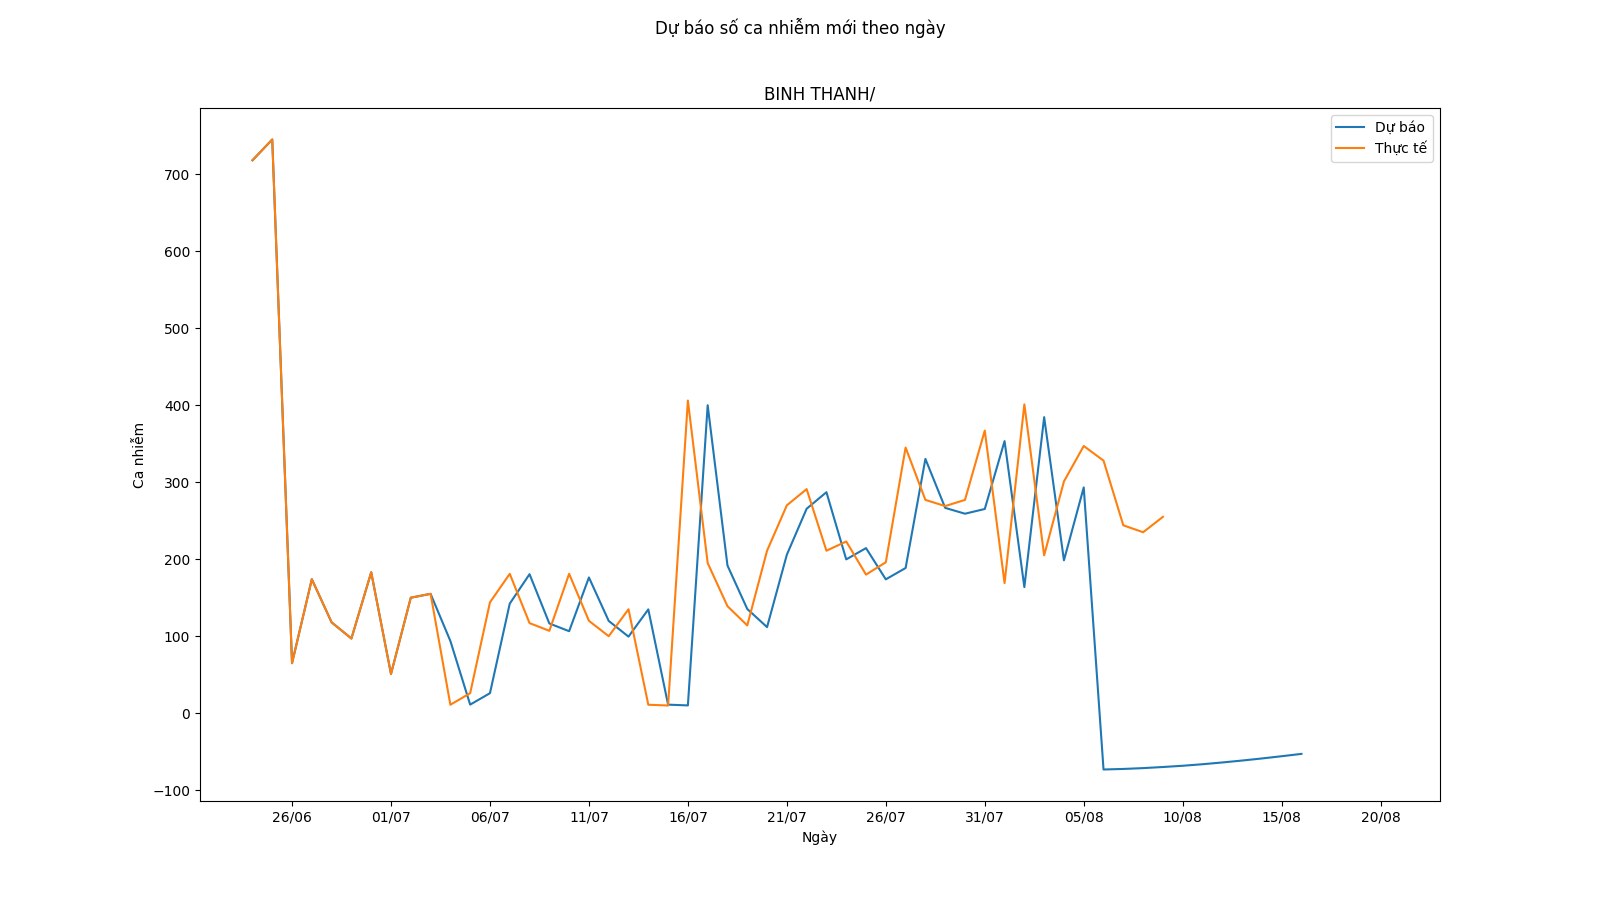 Dự báo số ca nhiễm mới theo ngày
BINH THANH/
Dự báo
Thực tế
700
600
500
400
300
200
100
0
−100
Ca nhiễm
26/06 01/07 06/07 11/07 16/07 21/07 26/07 31/07 05/08 10/08 15/08 20/08
Ngày